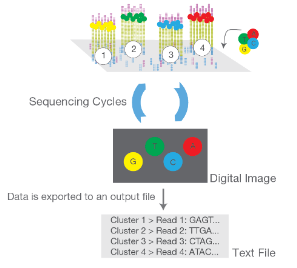 1
2
3
4
G
Sequencing Cycles
T
A
G
C
Digital Image
Data is exported to an output file
Cluster 1 > Read 1: GAGT...
Cluster 2 > Read 2: TTGA...
Cluster 3 > Read 3: CTAG...
Cluster 4 > Read 4: ATAC...
Text File